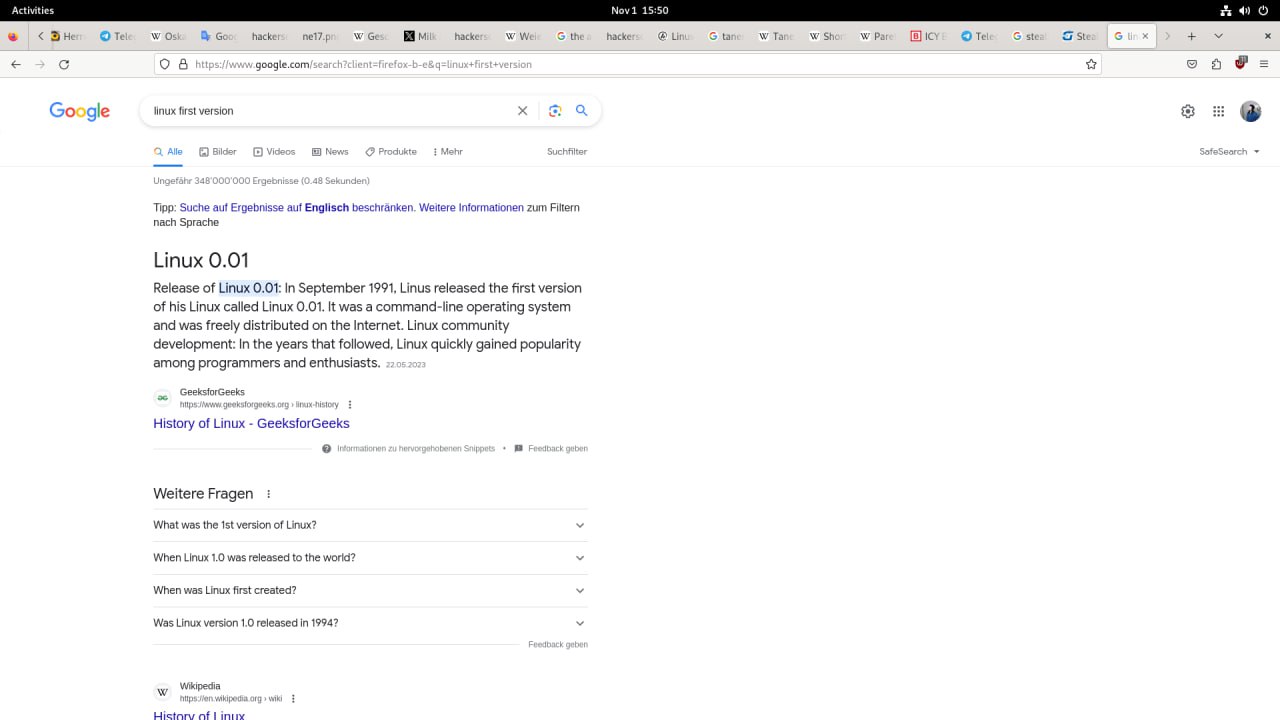 Activities
Nov 1 15:50
Herr
Tele
Oska
Goog
hackers
ne17.png
Gesc
Milk
hackers
Weie
the a
hackers
Linu
tane
Tane
Shor
Pare
ICY B
Teleg
steal
Steal
lin
https://www.google.com/search?client=firefox-b-e&q=linux+first+version
Google
linux first version
Alle
Bilder
Videos
News
Produkte
Mehr
Suchfilter
SafeSearch
Ungefähr 348'000'000 Ergebnisse (0.48 Sekunden)
Tipp: Suche auf Ergebnisse auf Englisch beschränken. Weitere Informationen zum Filtern
nach Sprache
Linux 0.01
Release of Linux 0.01: In September 1991, Linus released the first version
of his Linux called Linux 0.01. It was a command-line operating system
and was freely distributed on the Internet. Linux community
development: In the years that followed, Linux quickly gained popularity
among programmers and enthusiasts. 22.05.2023
GeeksforGeeks
https://www.geeksforgeeks.org › linux-history
History of Linux - GeeksforGeeks
Informationen zu hervorgehobenen Snippets • Feedback geben
Weitere Fragen
What was the 1st version of Linux?
When Linux 1.0 was released to the world?
When was Linux first created?
Was Linux version 1.0 released in 1994?
Feedback geben
Wikipedia
https://en.wikipedia.org › wiki
History of Linux